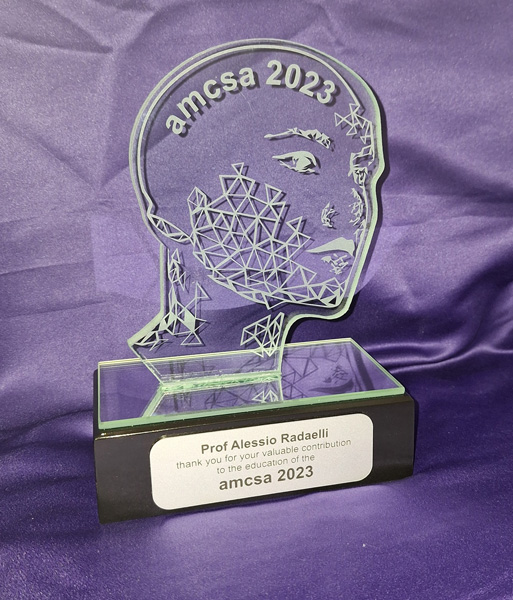 amcsa 2023
Prof Alessio Radaelli
thank you for your valuable contribution
to the education of the
amcsa 2023